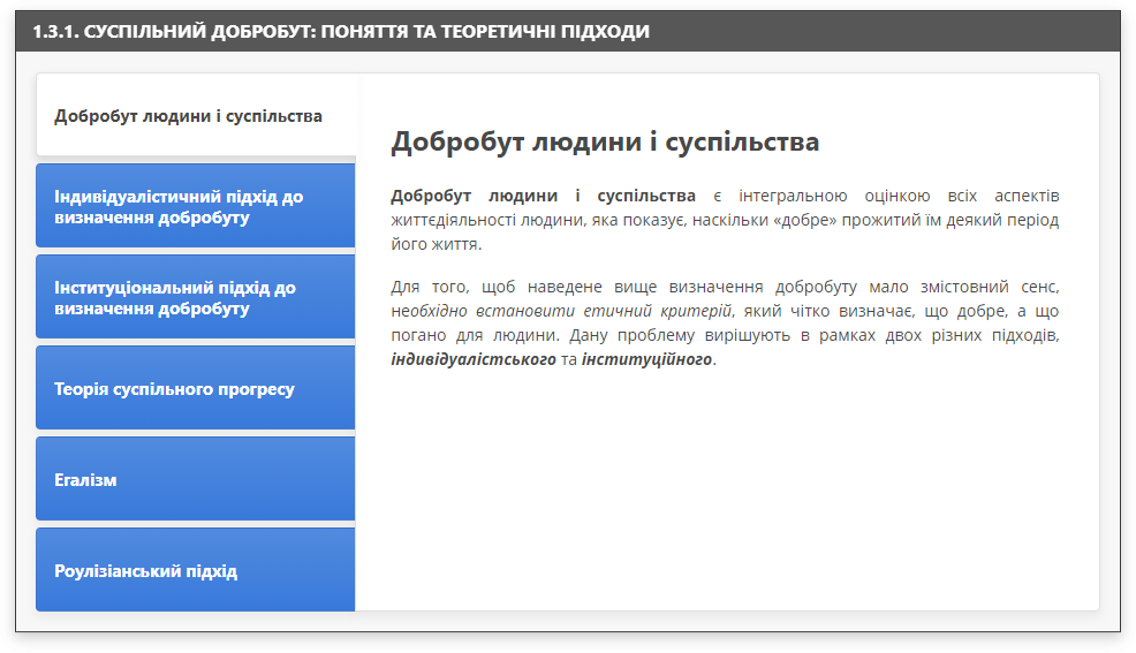 1.3.1. СУСПІЛЬНИЙ ДОБРОБУТ: ПОНЯТТЯ ТА ТЕОРЕТИЧНІ ПІДХОДИ
Добробут людини і суспільства
Індивідуалістичний підхід до
визначення добробуту
Інституціональний підхід до
визначення добробуту
Теорія суспільного прогресу
Егалізм
Роулізіанський підхід
Добробут людини і суспільства
Добробут людини і суспільства є інтегральною оцінкою всіх аспектів
життєдіяльності людини, яка показує, наскільки «добре» прожитий їм деякий період
його життя.
Для того, щоб наведене вище визначення добробуту мало змістовний сенс,
необхідно встановити етичний критерій, який чітко визначає, що добре, а що
погано для людини. Дану проблему вирішують в рамках двох різних підходів,
індивідуалістського та інституційного.